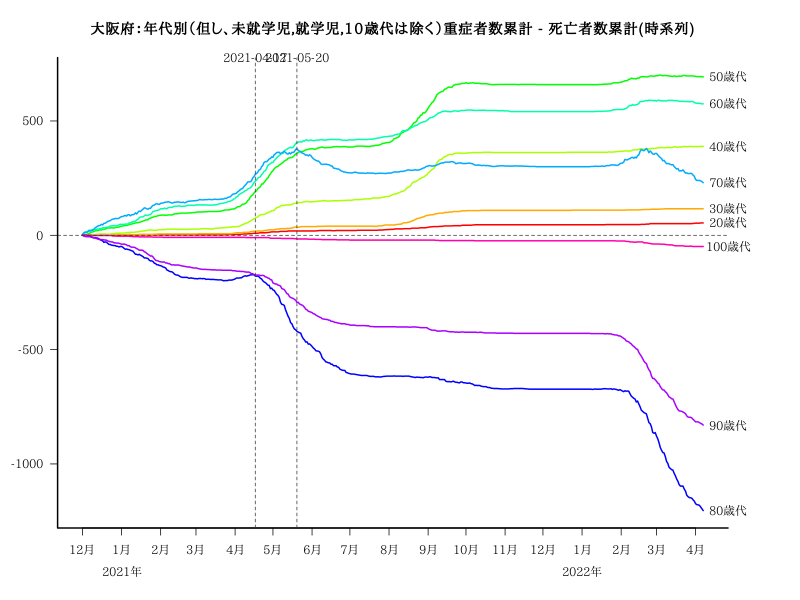 大阪府：年代別（但し、未就学児,就学児,10歳代は除く）重症者数累計 - 死亡者数累計(時系列)
2021-04-17
2021-05-20
50歳代
60歳代
40歳代
70歳代
30歳代
20歳代
100歳代
90歳代
80歳代
500
0
-500
-1000
12月 1月 2月 3月 4月 5月 6月 7月 8月 9月 10月 11月 12月 1月 2月 3月 4月
2021年 2022年